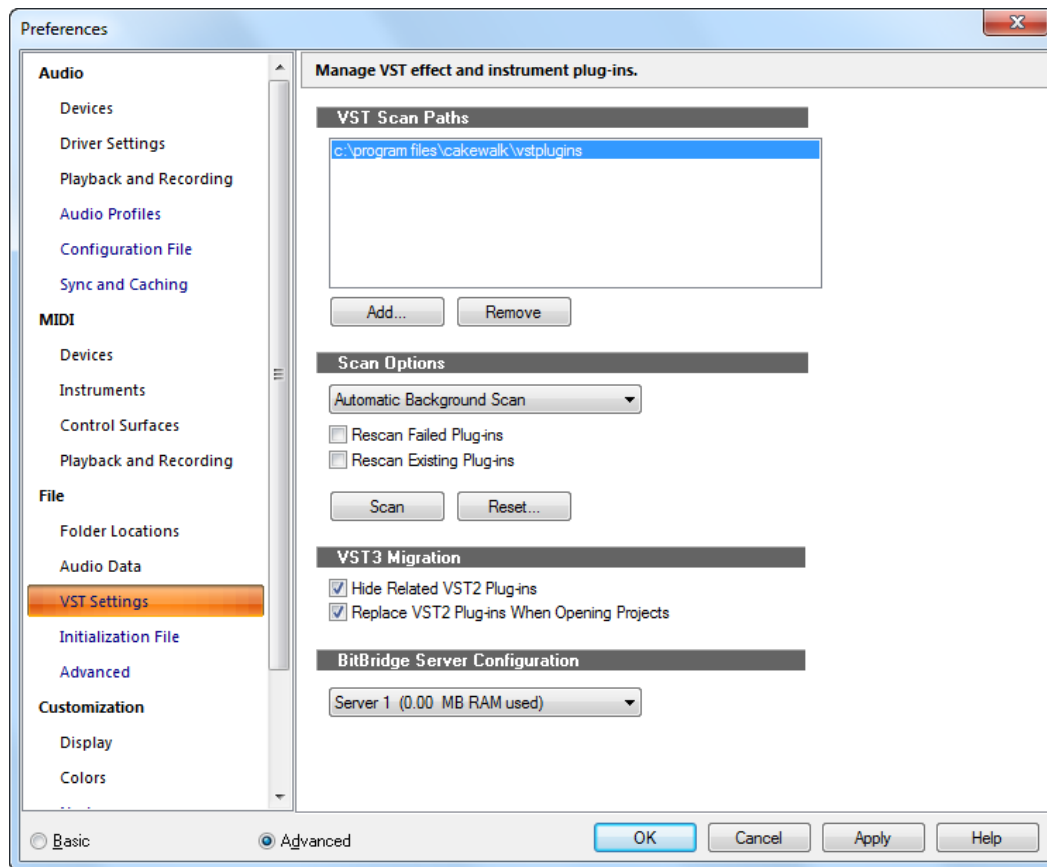 Preferences
Audio
Devices
Driver Settings
Playback and Recording
Audio Profiles
Configuration File
Sync and Caching
MIDI
Devices
Instruments
Control Surfaces
Playback and Recording
File
Folder Locations
Audio Data
VST Settings
Initialization File
Advanced
Customization
Display
Colors
Manage VST effect and instrument plug-ins.
VST Scan Paths
c:\program files\cakewalk\vstplugins
Add... Remove
Scan Options
Automatic Background Scan
Rescan Failed Plug-ins
Rescan Existing Plug-ins
Scan Reset...
VST3 Migration
Hide Related VST2 Plug-ins
Replace VST2 Plug-ins When Opening Projects
BitBridge Server Configuration
Server 1 (0.00 MB RAM used)
Basic Advanced OK Cancel Apply Help